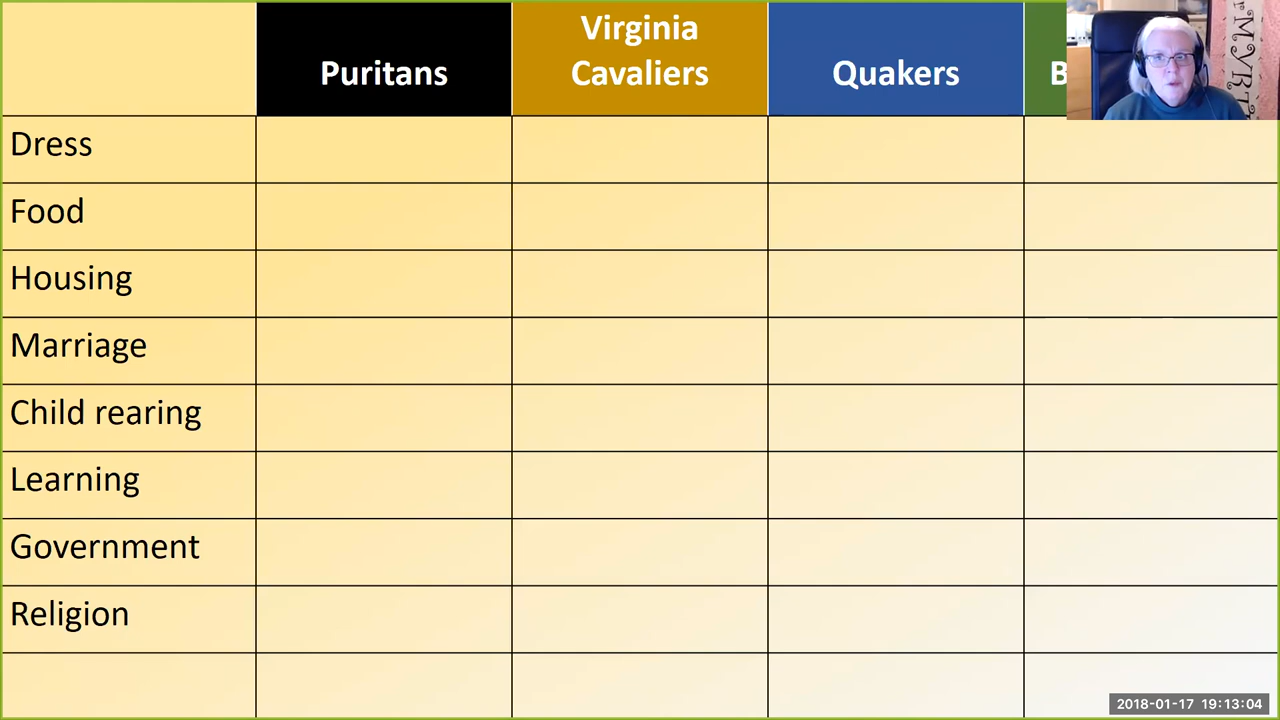 Puritans
Virginia
Cavaliers
Quakers
B
Dress
Food
Housing
Marriage
Child rearing
Learning
Government
Religion
2018-01-17 19:13:04